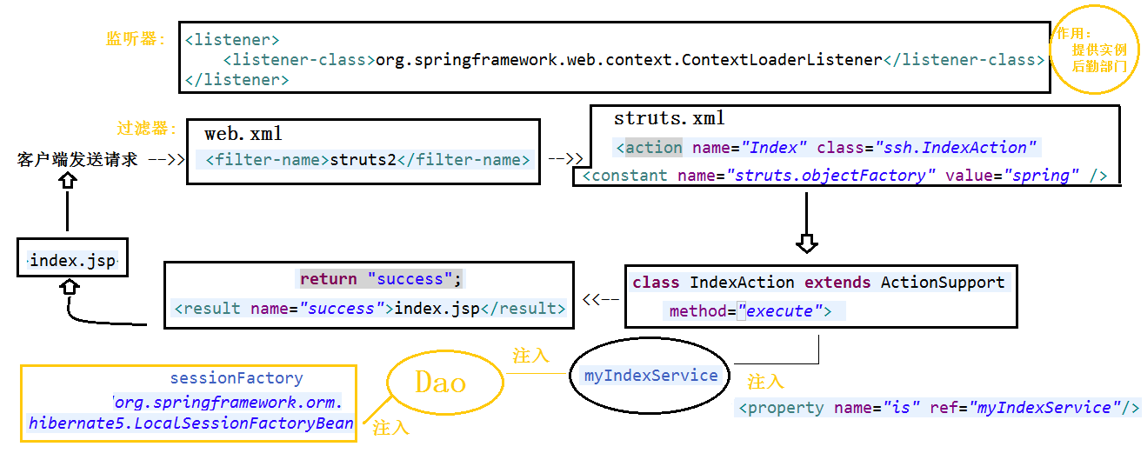 监听器:
<listener>
<listener-class>org.springframework.web.context.ContextLoaderListener</listener-class>
</listener>
作用:
提供实例
后勤部门
过滤器:
web.xml
<filter-name>struts2</filter-name>
struts.xml
<action name="Index" class="ssh.IndexAction"
<constant name="struts.objectFactory" value="spring" />
客户端发送请求 -->>
-->>
index.jsp
return "success";
<result name="success">index.jsp</result>
<<--
class IndexAction extends ActionSupport
method="execute">
sessionFactory
'org.springframework.orm.
hibernate5.LocalSessionFactoryBean
注入
Dao
注入
myIndexService
注入
<property name="is" ref="myIndexService"/>